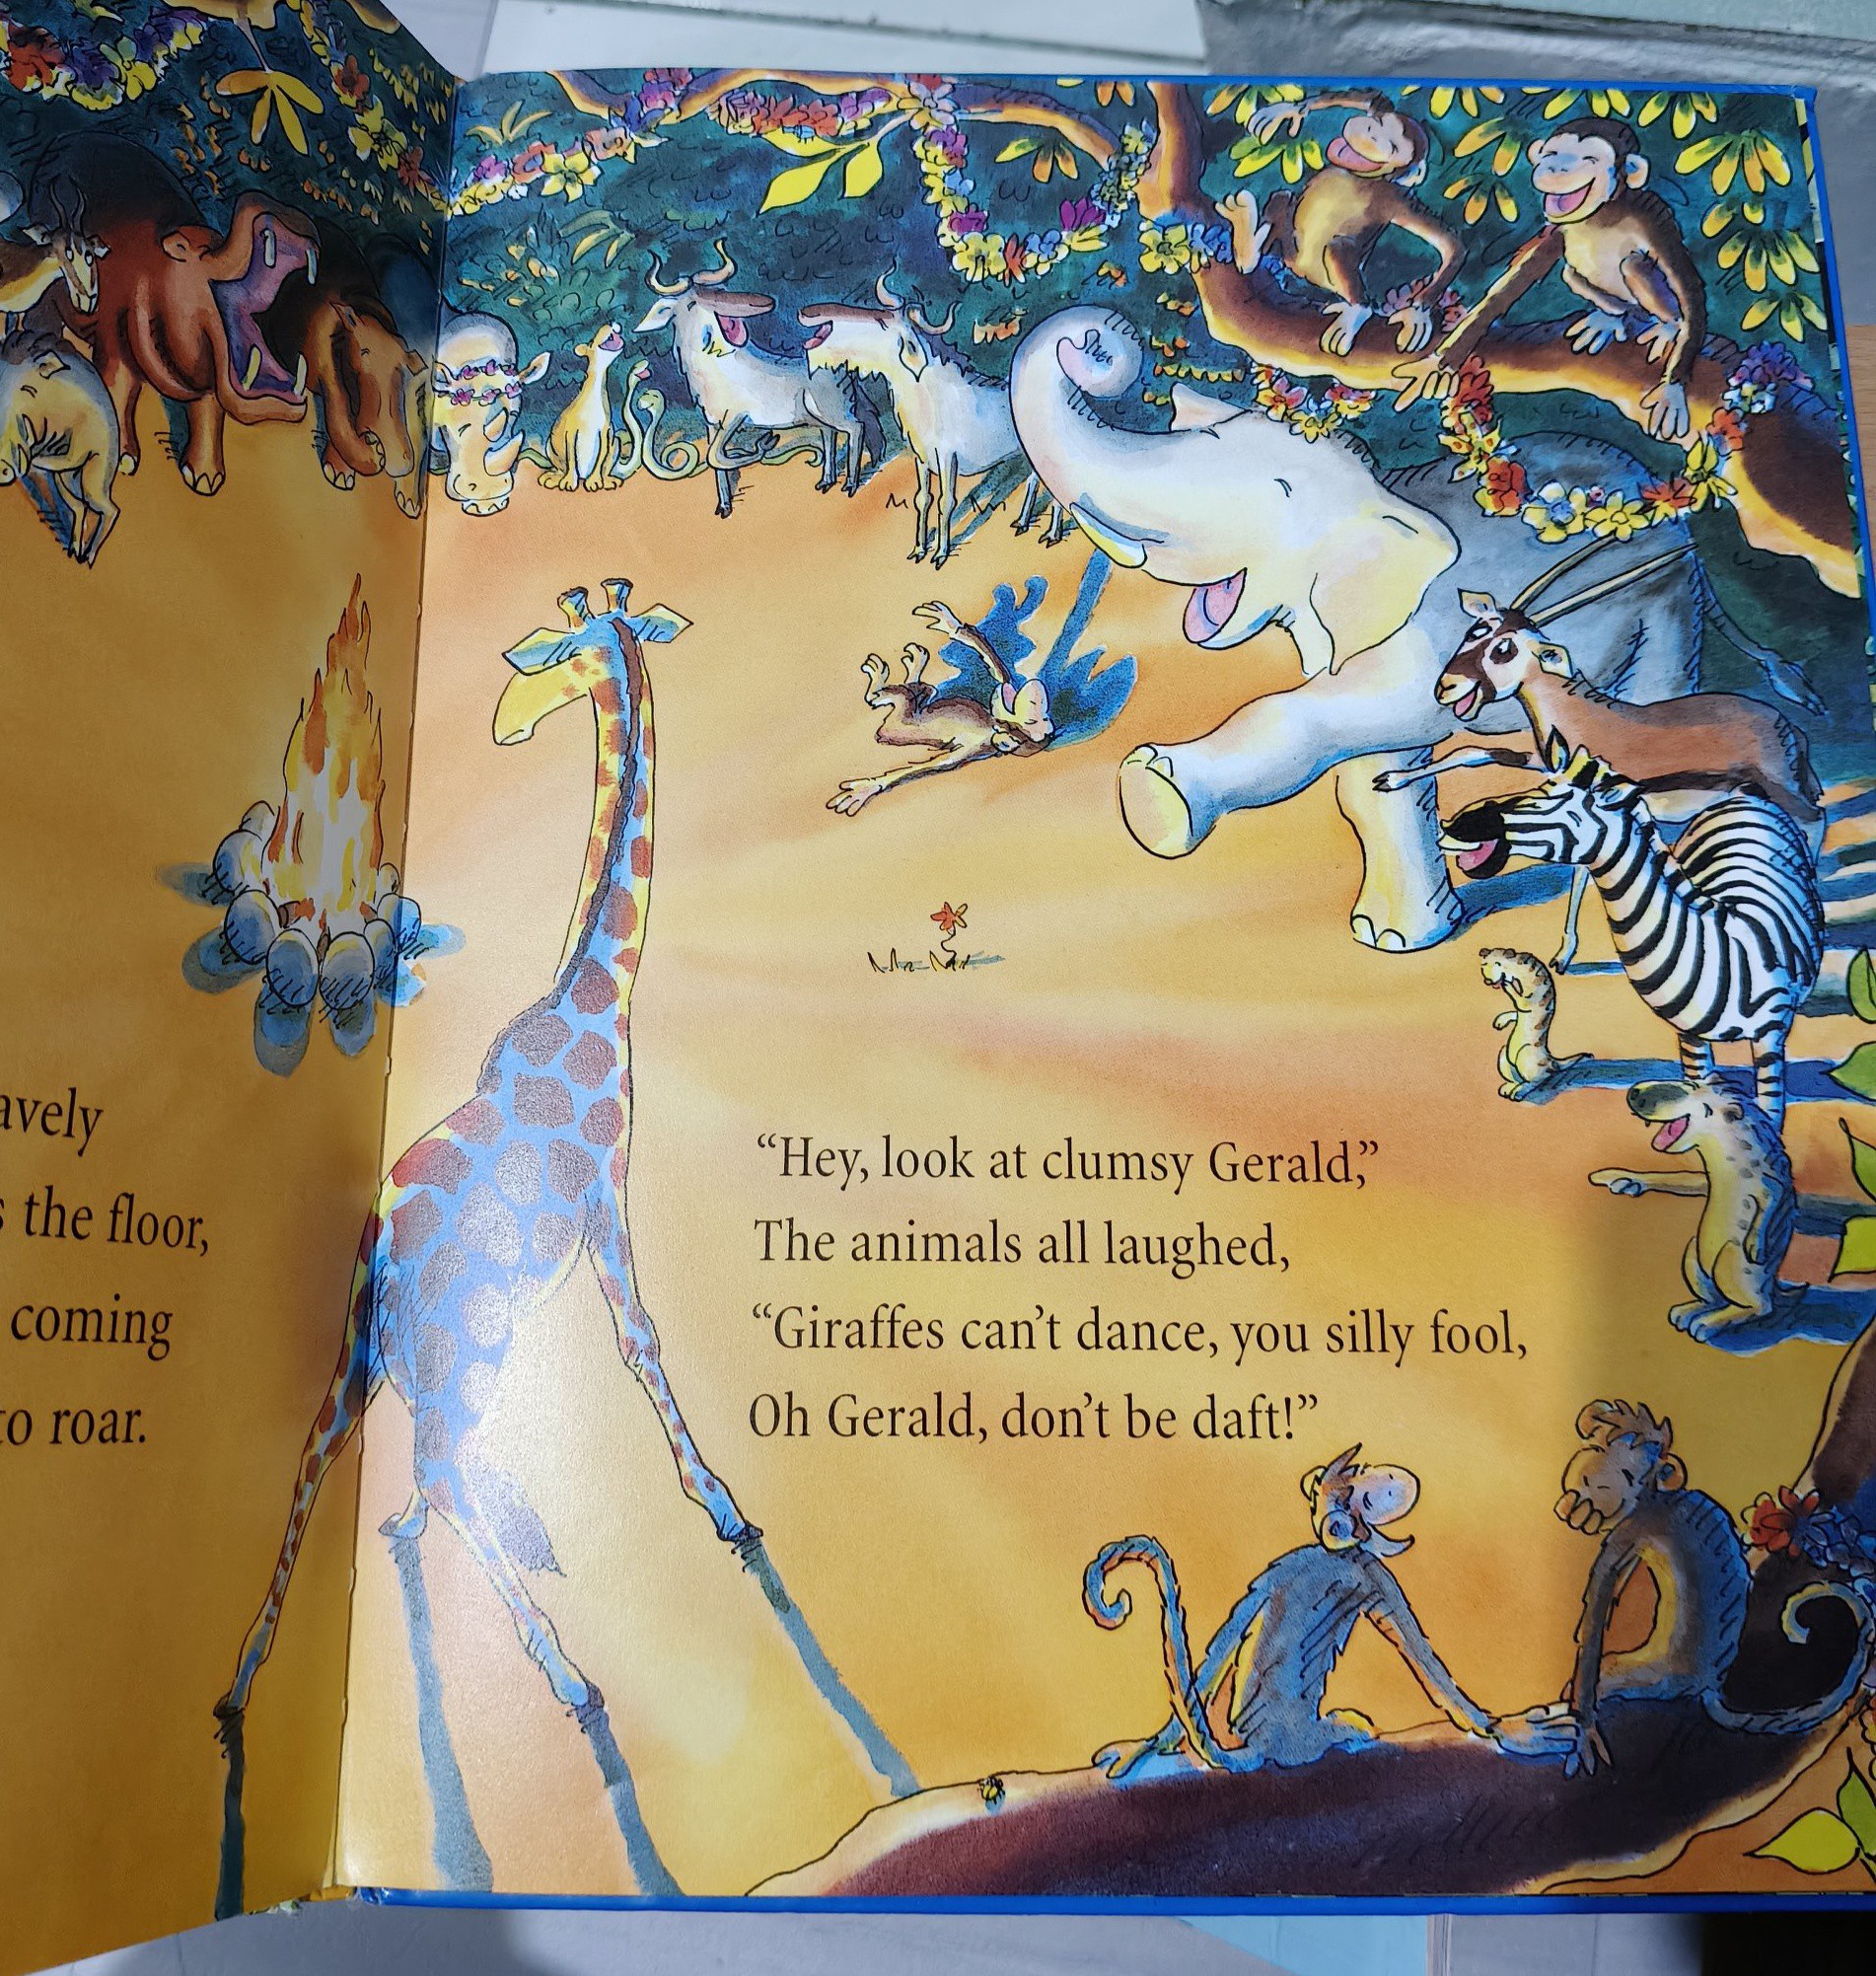 the floor,
coming
to roar.
“Hey, look at clumsy Gerald,”
The animals all laughed,
“Giraffes can’t dance, you silly fool,
Oh Gerald, don’t be daft!”